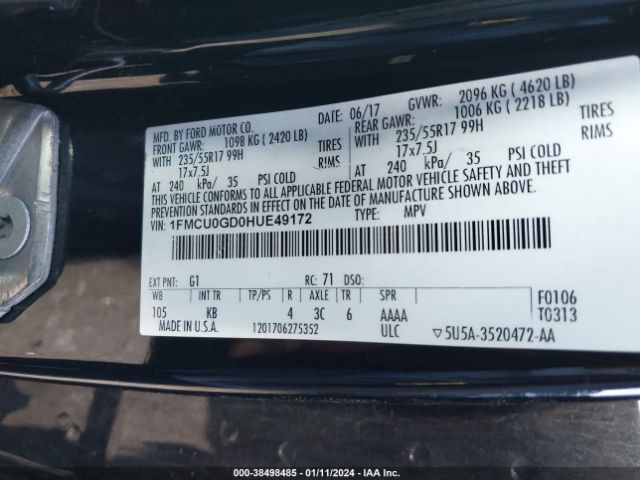 MFD. BY FORD MOTOR CO.
DATE: 06/17 GVWR: 2096 KG ( 4620 LB)
FRONT GAWR: 1098 KG ( 2420 LB)
REAR GAWR: 1006 KG ( 2218 LB)
WITH 235/55R17 99H TIRES
WITH 235/55R17 99H TIRES
17x7.5J RIMS
17x7.5J RIMS
AT 240 kPa/ 35 PSI COLD
AT 240 kPa/ 35 PSI COLD
THIS VEHICLE CONFORMS TO ALL APPLICABLE FEDERAL MOTOR VEHICLE SAFETY AND THEFT
PREVENTION STANDARDS IN EFFECT ON THE DATE OF MANUFACTURE SHOWN ABOVE.
VIN: 1FMCU0GD0HUE49172
TYPE: MPV
EXT PNT: G1 RC: 71 DSO:
WB INT TR TP/PS R AXLE TR SPR
105 KB 4 3C 6 AAAA
F0106
T0313
MADE IN U.S.A. 1201706275352 ULC ▽5U5A-3520472-AA
000-38498485 - 01/11/2024 - IAA Inc.